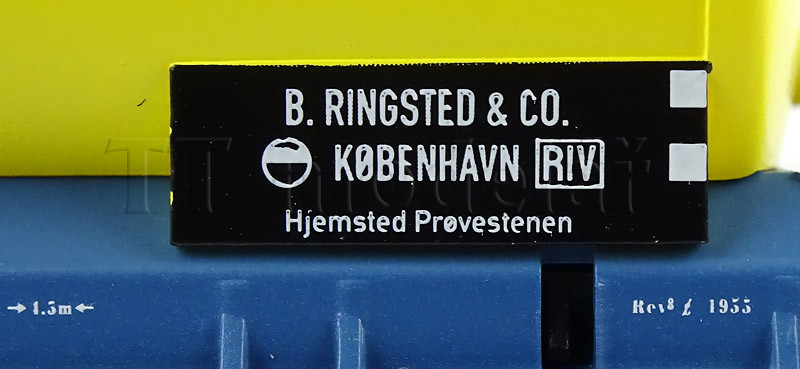 B. RINGSTED & CO.
KØBENHAVN RIV
Hjemsted Prøvestenen
1.5m
1955